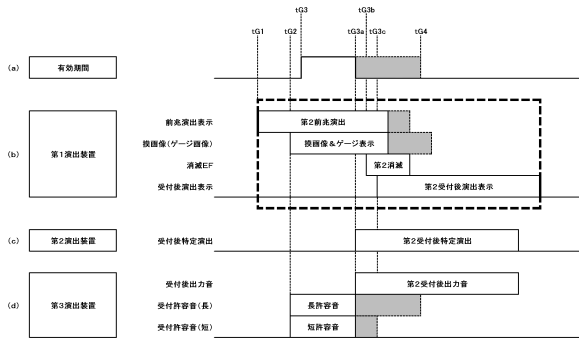 tG3 tG3b
tG1 tG2 tG3a tG3c tG4
(a) 有効期間
(b) 第1演出装置
前兆演出表示 第2前兆演出
操画像(ゲージ画像) 操画像&ゲージ表示
消滅EF 第2消滅
受付後演出表示 第2受付後演出表示
(c) 第2演出装置 受付後特定演出 第2受付後特定演出
(d) 第3演出装置
受付後出力音 第2受付後出力音
受付許容音(長) 長許容音
受付許容音(短) 短許容音